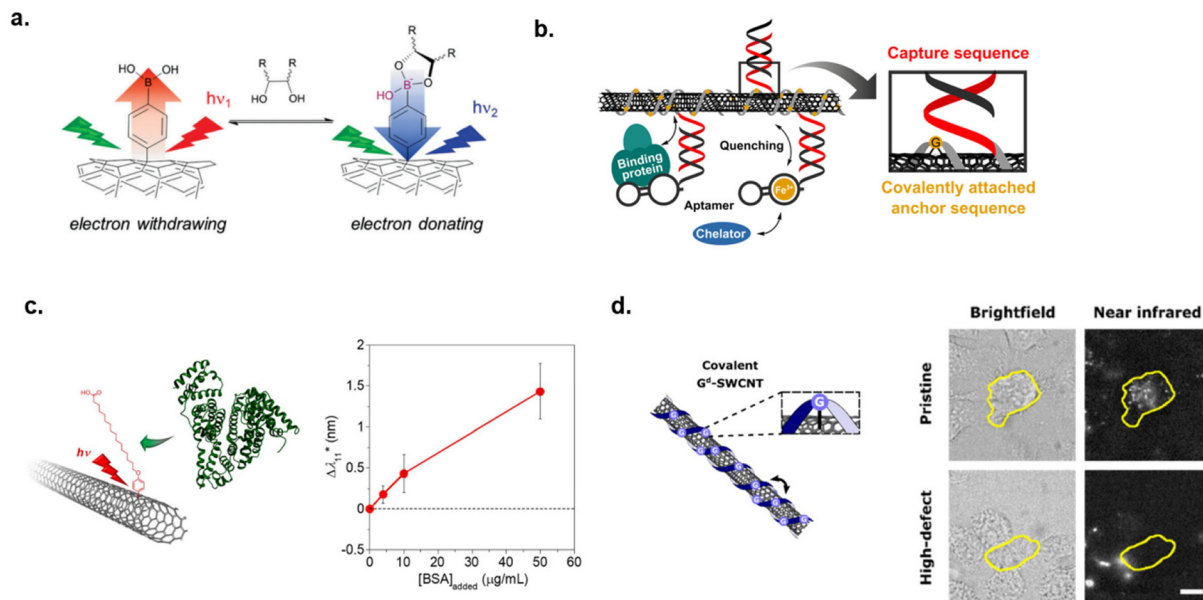 a.
HO
OH
B
hν₁
electron withdrawing
R
R
HO
OH
R
R
O
O
HO
B
hν₂
electron donating
b.
Capture sequence
G
Covalently attached
anchor sequence
Binding
protein
Quenching
Aptamer
Fe³⁺
Chelator
c.
HO
O
hν
O
Δλ₁₁* (nm)
2
1.5
1
0.5
0
-0.5
0
10
20
30
40
50
60
[BSA]added (μg/mL)
d.
Covalent
Gᵈ-SWCNT
G
Brightfield
Near infrared
Pristine
High-defect